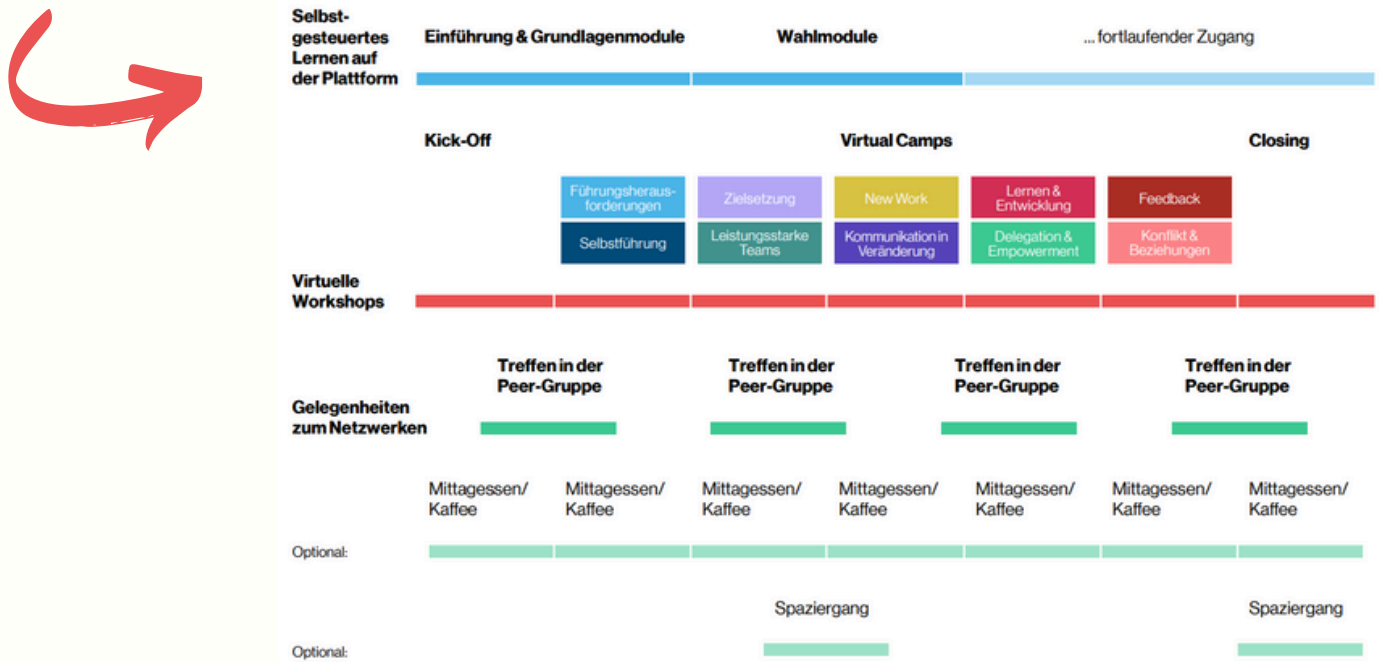 Selbst-
gesteuertes
Lernen auf
der Plattform
Einführung & Grundlagenmodule
Wahlmodule
... fortlaufender Zugang
Kick-Off
Virtual Camps
Closing
Führungsheraus-
forderungen
Zielsetzung
New Work
Lernen &
Entwicklung
Feedback
Selbstführung
Leistungsstarke
Teams
Kommunikation in
Veränderung
Delegation &
Empowerment
Konflikt &
Beziehungen
Virtuelle
Workshops
Treffen in der
Peer-Gruppe
Treffen in der
Peer-Gruppe
Treffen in der
Peer-Gruppe
Treffen in der
Peer-Gruppe
Gelegenheiten
zum Netzwerken
Mittagessen/
Kaffee
Mittagessen/
Kaffee
Mittagessen/
Kaffee
Mittagessen/
Kaffee
Mittagessen/
Kaffee
Mittagessen/
Kaffee
Mittagessen/
Kaffee
Optional:
Spaziergang
Spaziergang
Optional: